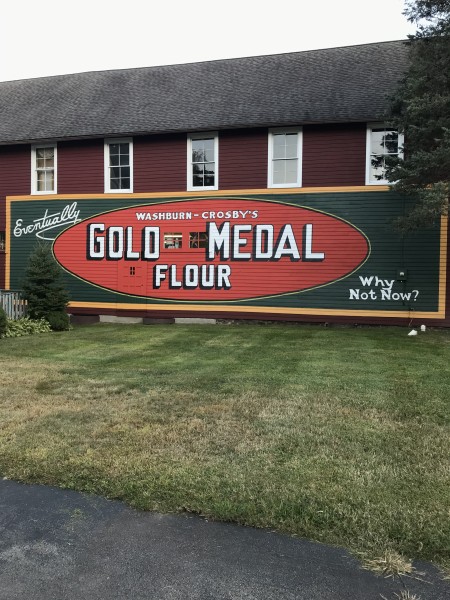 Eventually
WASHBURN - CROSBY'S
GOLD MEDAL
FLOUR
Why
Not Now?